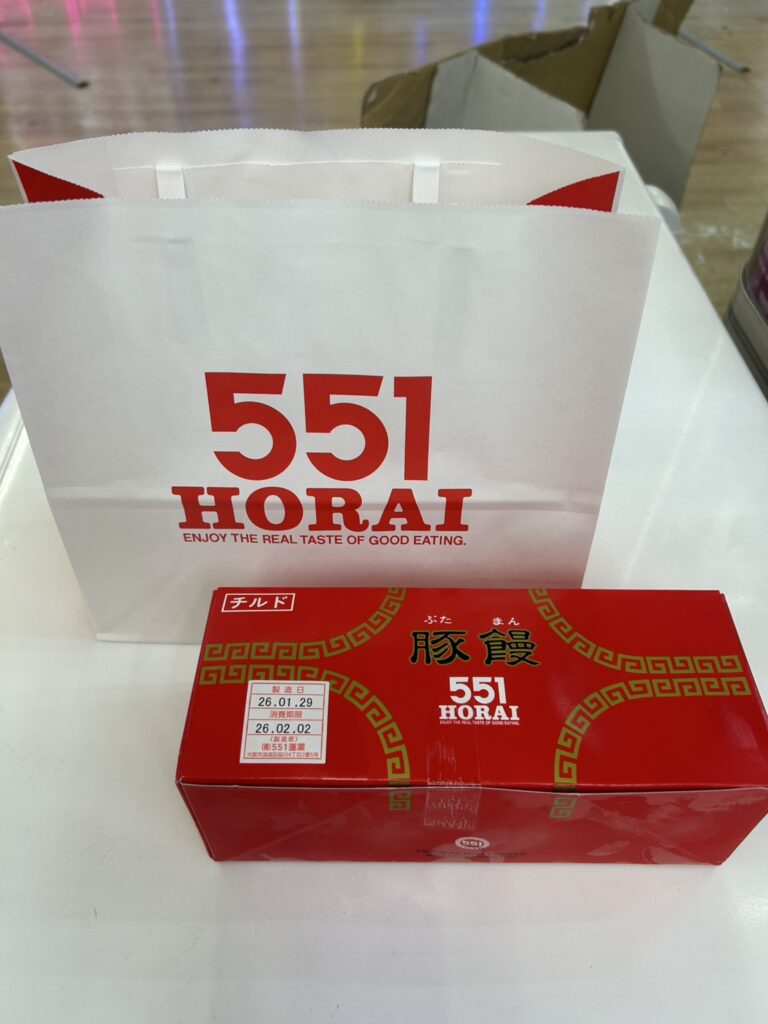 551
HORAI
ENJOY THE REAL TASTE OF GOOD EATING.
チルド
ぶた まん
豚饅
551
HORAI
ENJOY THE REAL TASTE OF GOOD EATING.
製造日
26.01.29
消費期限
26.02.02
〈製造者〉
(株)551蓬莱
551